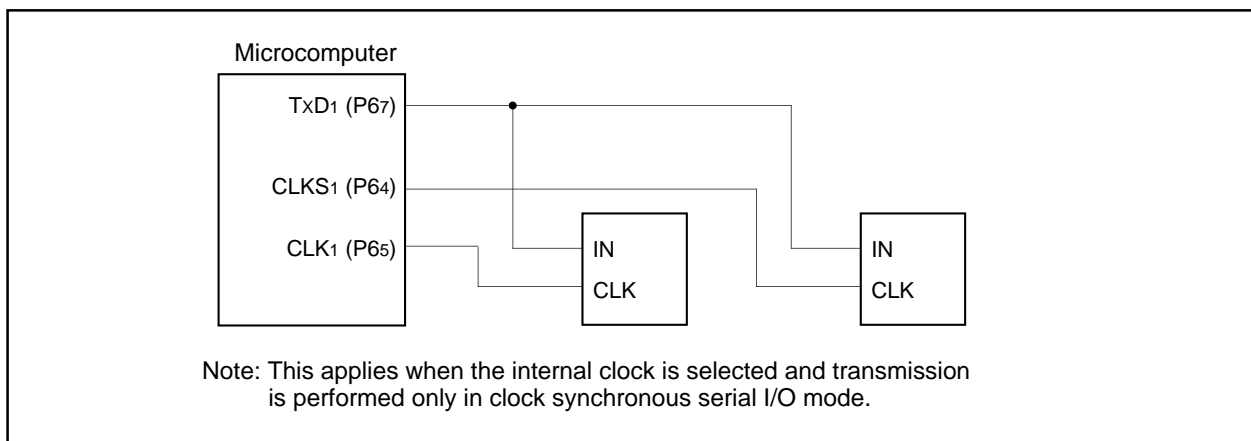 Microcomputer
TXD1 (P67)
CLKS1 (P64)
CLK1 (P65)
IN
CLK
IN
CLK
Note: This applies when the internal clock is selected and transmission
is performed only in clock synchronous serial I/O mode.